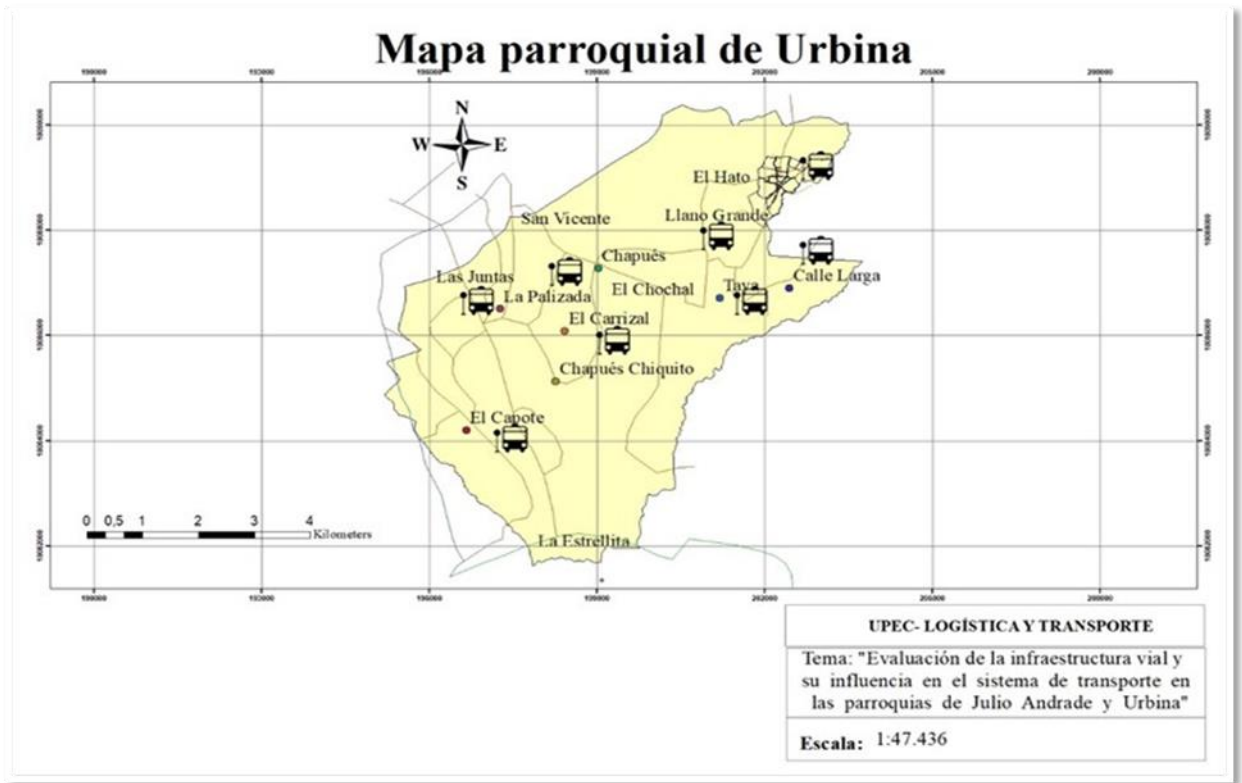 Mapa parroquial de Urbina
N
W
E
S
El Hato
Llano Grande
San Vicente
Chapués
Calle Larga
Las Juntas
La Palizada
El Chochal
Taya
El Carrizal
Chapués Chiquito
El Capote
0 0,5 1 2 3 4
Kilometers
La Estrellita
UPEC- LOGÍSTICA Y TRANSPORTE
Tema: "Evaluación de la infraestructura vial y
su influencia en el sistema de transporte en
las parroquias de Julio Andrade y Urbina"
Escala: 1:47.436